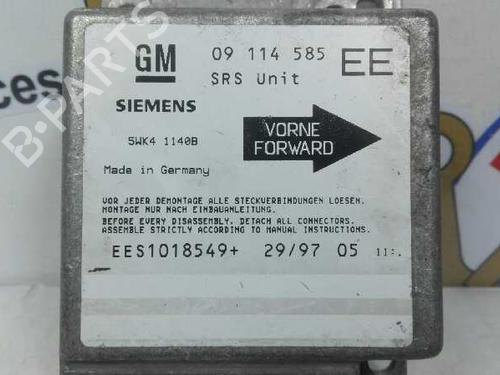 GM 09 114 585 EE
SRS Unit
SIEMENS
5WK4 1140B
VORNE
FORWARD
Made in Germany
VOR JEDER DEMONTAGE ALLE STECKVERBINDUNGEN LOESEN.
MONTAGE NUR NACH EINBAUANLEITUNG.
BEFORE EVERY DISASSEMBLY, DETACH ALL CONNECTORS.
ASSEMBLE STRICTLY ACCORDING TO MANUAL INSTRUCTIONS.
EES1018549+ 29/97 05
B-PARTS